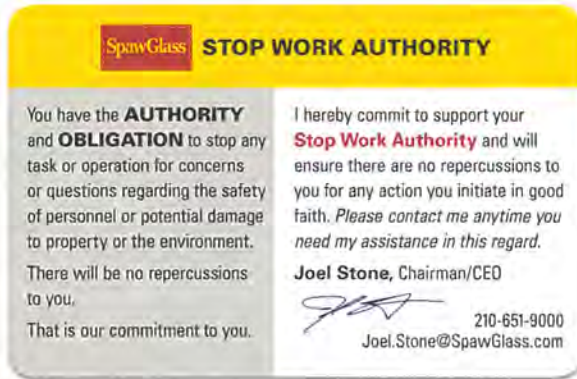 SpawGlass STOP WORK AUTHORITY
You have the AUTHORITY
and OBLIGATION to stop any
task or operation for concerns
or questions regarding the safety
of personnel or potential damage
to property or the environment.
There will be no repercussions
to you.
That is our commitment to you.
I hereby commit to support your
Stop Work Authority and will
ensure there are no repercussions to
you for any action you initiate in good
faith. Please contact me anytime you
need my assistance in this regard.
Joel Stone, Chairman/CEO
210-651-9000
Joel.Stone@SpawGlass.com